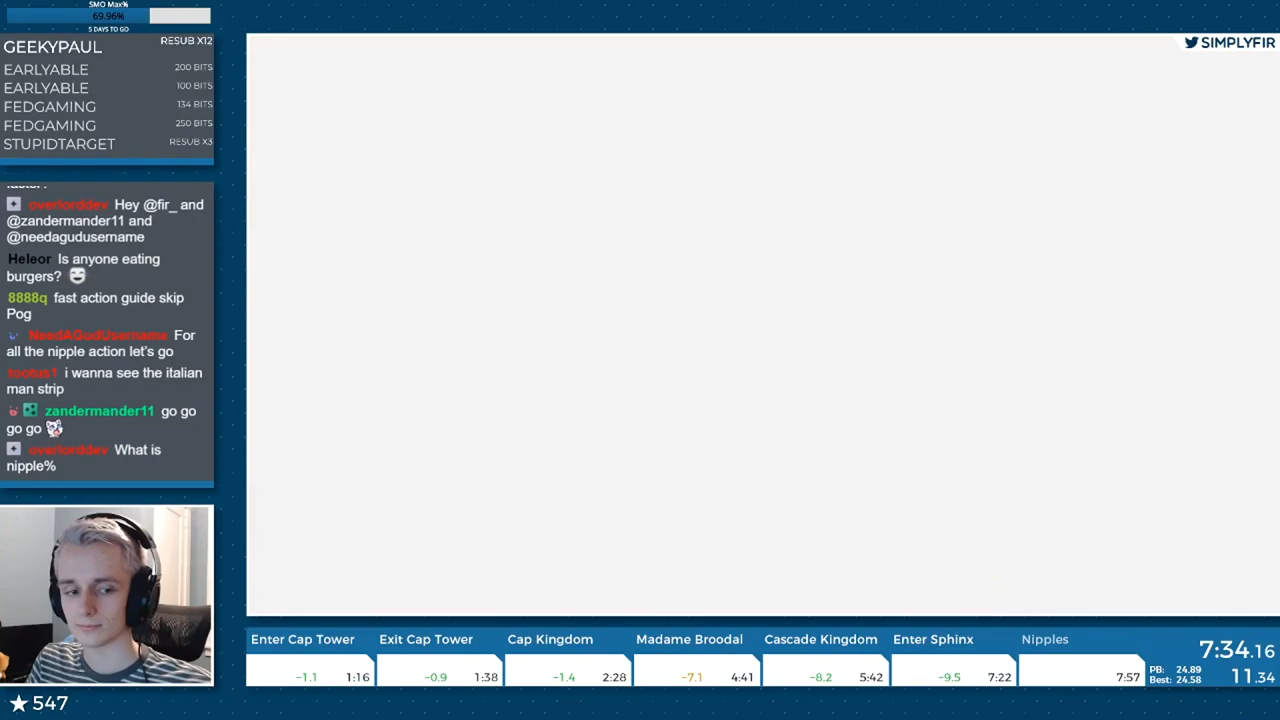 SMO Max%
69.96%
5 DAYS TO GO
GEEKYPAUL RESUB X12
EARLYABLE 200 BITS
EARLYABLE 100 BITS
FEDGAMING 134 BITS
FEDGAMING 250 BITS
STUPIDTARGET RESUB X3
overlorddev Hey @fir_ and
@zandermander11 and
@needagudusername
Heleor Is anyone eating
burgers?
8888q fast action guide skip
Pog
NeedAGudUsername For
all the nipple action let's go
tootus1 i wanna see the italian
man strip
zandermander11 go go
go go
overlorddev What is
nipple%
547
SIMPLYFIR
Enter Cap Tower Exit Cap Tower Cap Kingdom Madame Broodal Cascade Kingdom Enter Sphinx Nipples
−1.1 1:16 −0.9 1:38 −1.4 2:28 −7.1 4:41 −8.2 5:42 −9.5 7:22 7:57
7:34.16
PB: 24.89
Best: 24.58
11.34